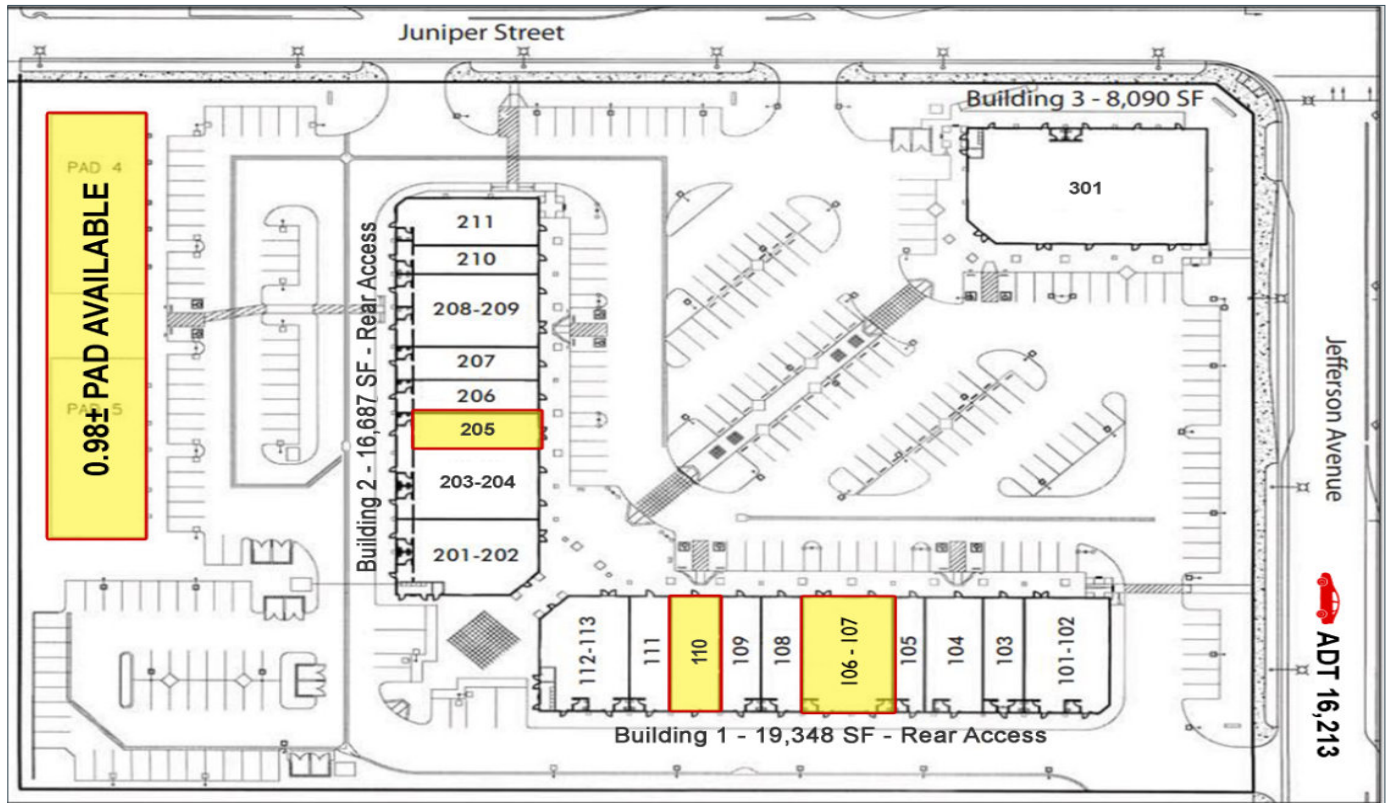 Juniper Street
Building 3 - 8,090 SF
301
PAD 4
0.98± PAD AVAILABLE
PAD 5
Building 2 - 16,687 SF - Rear Access
211
210
208-209
207
206
205
203-204
201-202
Jefferson Avenue
ADT 16,213
112-113
111
110
109
108
106 - 107
105
104
103
101-102
Building 1 - 19,348 SF - Rear Access